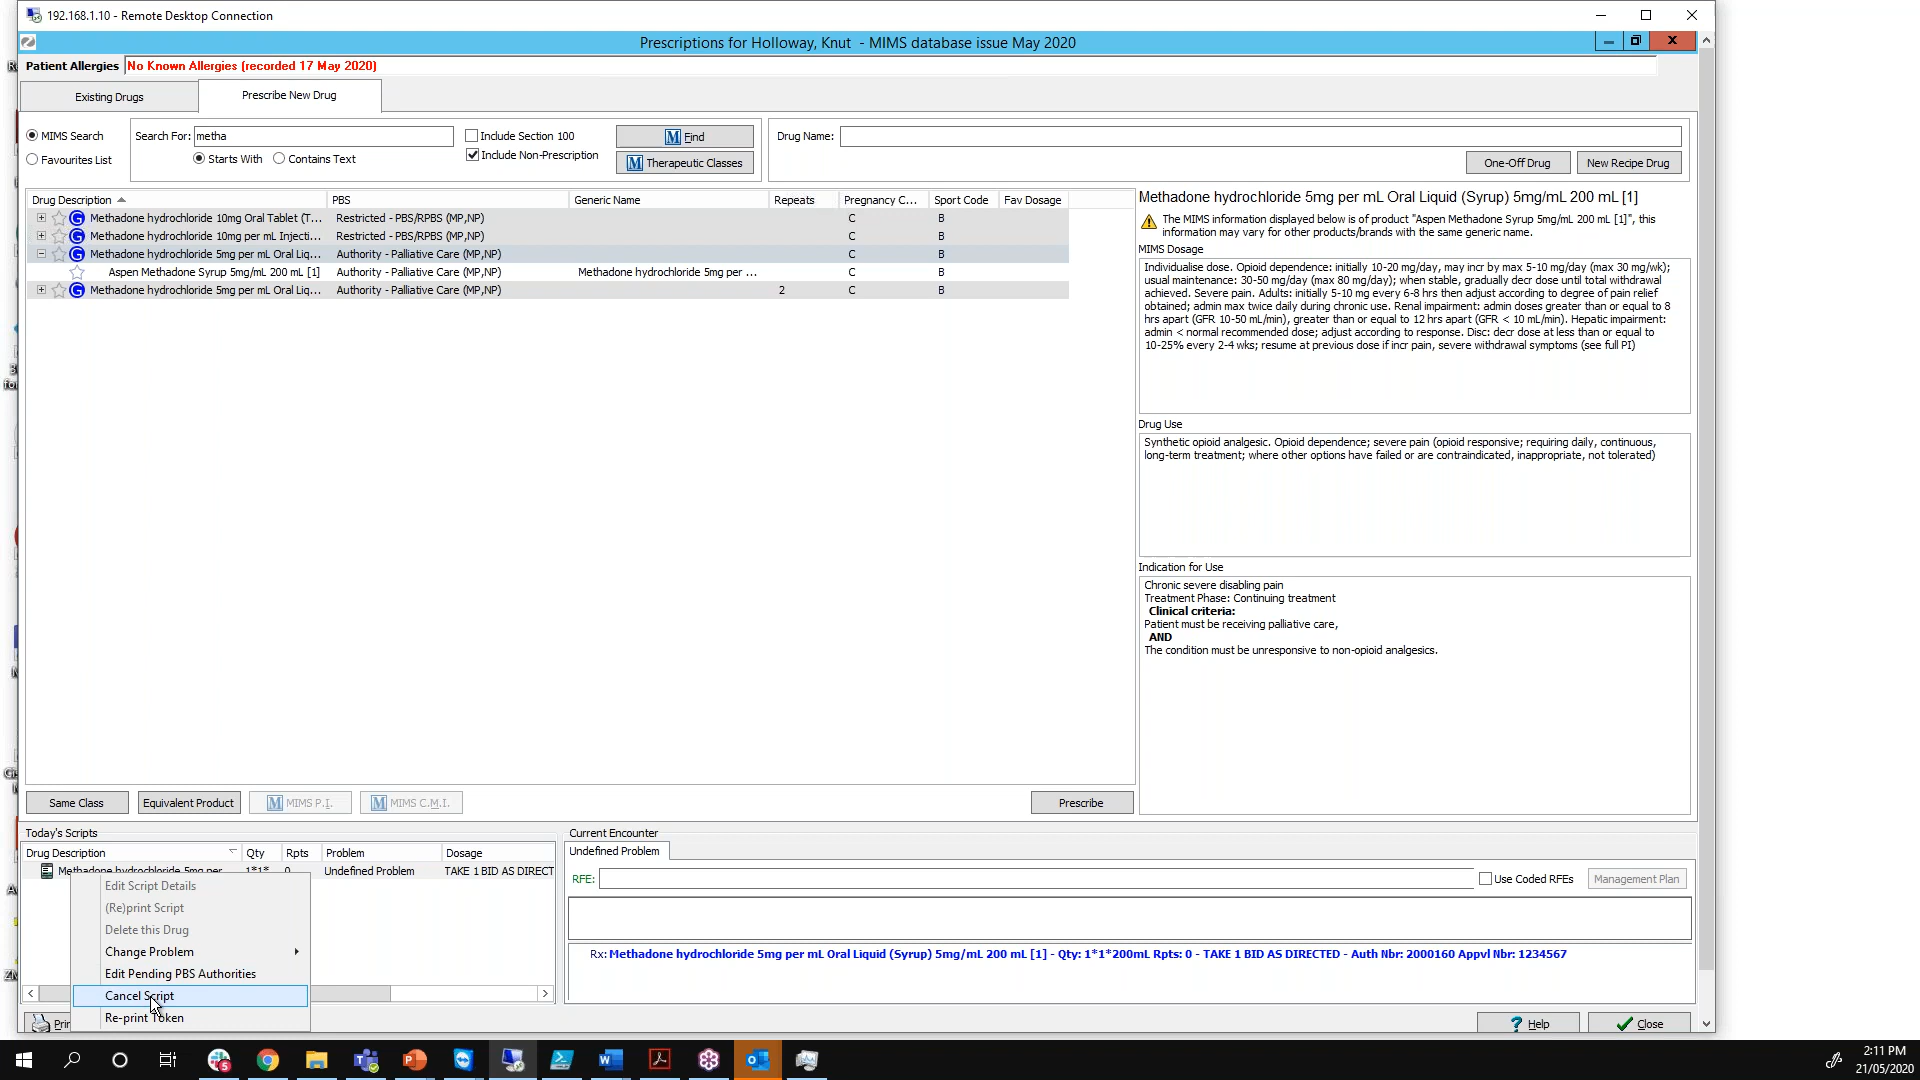 192.168.1.10 - Remote Desktop Connection
Prescriptions for Holloway, Knut - MIMS database issue May 2020
Patient Allergies No Known Allergies (recorded 17 May 2020)
Existing Drugs
Prescribe New Drug
MIMS Search
Favourites List
Search For: metha
Starts With Contains Text
Include Section 100
Include Non-Prescription
Find
Therapeutic Classes
Drug Name:
One-Off Drug New Recipe Drug
Drug Description PBS Generic Name Repeats Pregnancy C... Sport Code Fav Dosage
G Methadone hydrochloride 10mg Oral Tablet (T... Restricted - PBS/RPBS (MP,NP) C B
G Methadone hydrochloride 10mg per mL Injecti... Restricted - PBS/RPBS (MP,NP) C B
G Methadone hydrochloride 5mg per mL Oral Liq... Authority - Palliative Care (MP,NP) C B
Aspen Methadone Syrup 5mg/mL 200 mL [1] Authority - Palliative Care (MP,NP) Methadone hydrochloride 5mg per ... C B
G Methadone hydrochloride 5mg per mL Oral Liq... Authority - Palliative Care (MP,NP) 2 C B
Methadone hydrochloride 5mg per mL Oral Liquid (Syrup) 5mg/mL 200 mL [1]
The MIMS information displayed below is of product "Aspen Methadone Syrup 5mg/mL 200 mL [1]", this
information may vary for other products/brands with the same generic name.
MIMS Dosage
Individualise dose. Opioid dependence: initially 10-20 mg/day, may incr by max 5-10 mg/day (max 30 mg/wk);
usual maintenance: 30-50 mg/day (max 80 mg/day); when stable, gradually decr dose until total withdrawal
achieved. Severe pain. Adults: initially 5-10 mg every 6-8 hrs then adjust according to degree of pain relief
obtained; admin max twice daily during chronic use. Renal impairment: admin doses greater than or equal to 8
hrs apart (GFR 10-50 mL/min), greater than or equal to 12 hrs apart (GFR < 10 mL/min). Hepatic impairment:
admin < normal recommended dose; adjust according to response. Disc: decr dose at less than or equal to
10-25% every 2-4 wks; resume at previous dose if incr pain, severe withdrawal symptoms (see full PI)
Drug Use
Synthetic opioid analgesic. Opioid dependence; severe pain (opioid responsive; requiring daily, continuous,
long-term treatment; where other options have failed or are contraindicated, inappropriate, not tolerated)
Indication for Use
Chronic severe disabling pain
Treatment Phase: Continuing treatment
Clinical criteria:
Patient must be receiving palliative care,
AND
The condition must be unresponsive to non-opioid analgesics.
Same Class Equivalent Product M MIMS P.I. M MIMS C.M.I. Prescribe
Today's Scripts
Drug Description Qty Rpts Problem Dosage
Methadone hydrochloride 5mg per 1*1* 0 Undefined Problem TAKE 1 BID AS DIRECT
Edit Script Details
(Re)print Script
Delete this Drug
Change Problem
Edit Pending PBS Authorities
Cancel Script
Re-print Token
Current Encounter
Undefined Problem
RFE: Use Coded RFEs Management Plan
Rx: Methadone hydrochloride 5mg per mL Oral Liquid (Syrup) 5mg/mL 200 mL [1] - Qty: 1*1*200mL Rpts: 0 - TAKE 1 BID AS DIRECTED - Auth Nbr: 2000160 Appvl Nbr: 1234567
Help Close
2:11 PM
21/05/2020